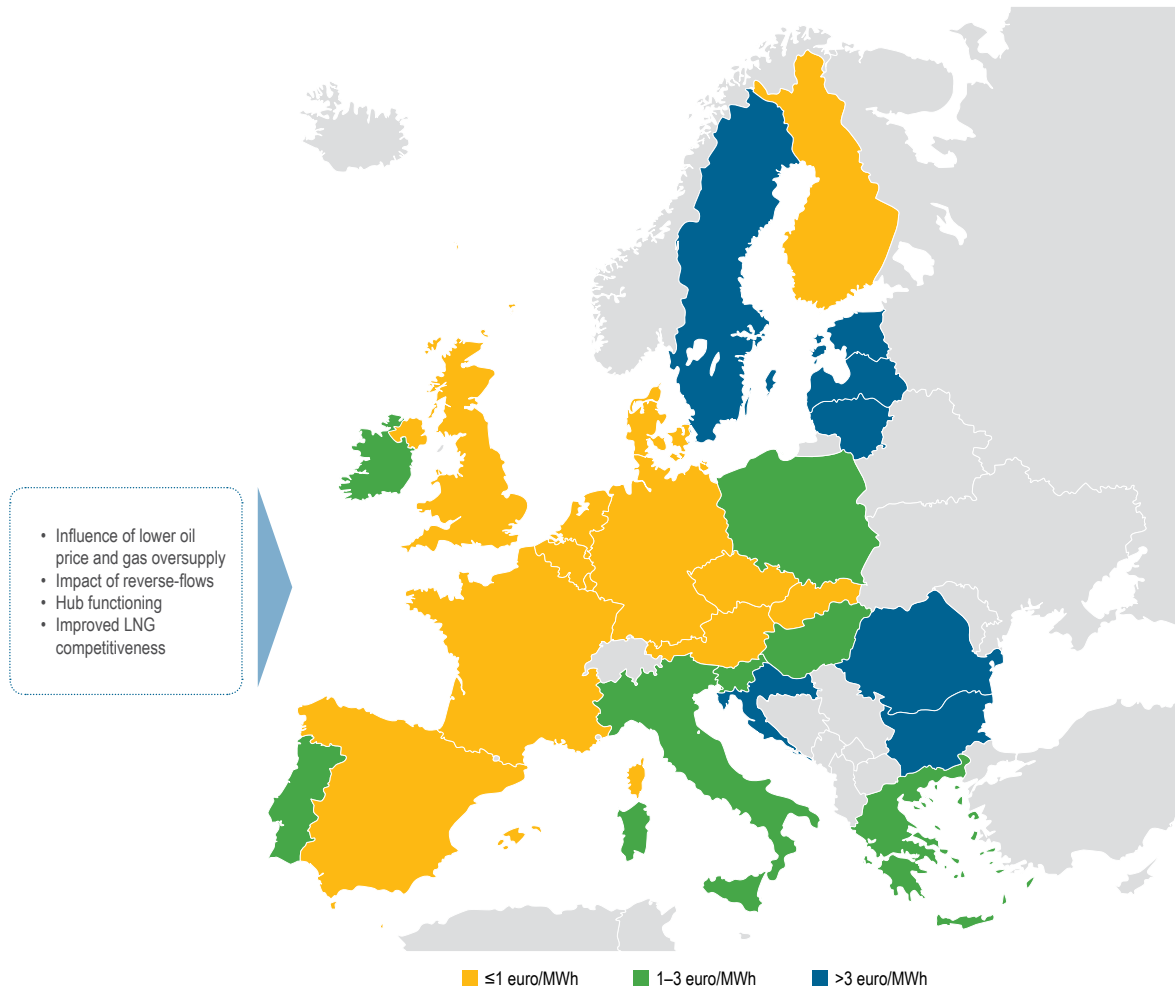 • Influence of lower oil
price and gas oversupply
• Impact of reverse-flows
• Hub functioning
• Improved LNG
competitiveness
≤1 euro/MWh
1–3 euro/MWh
>3 euro/MWh